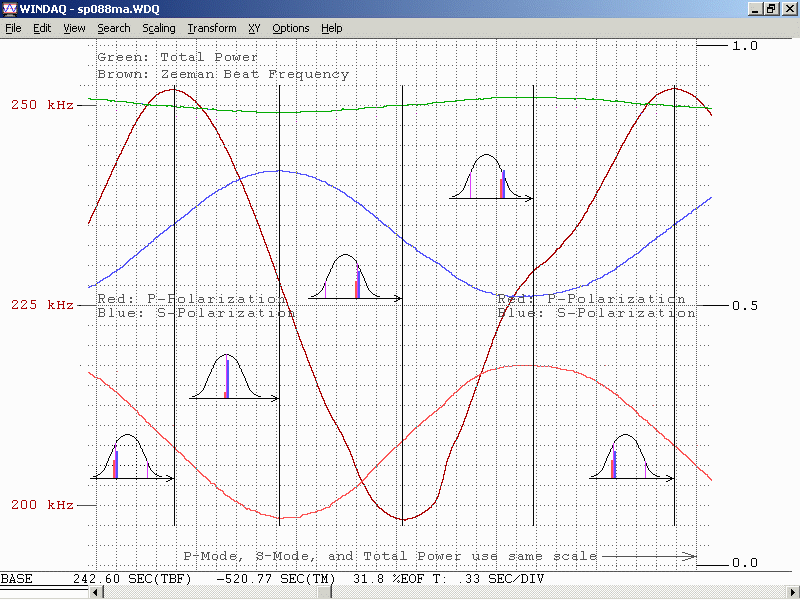 WINDAQ - sp088ma.WDQ
File Edit View Search Scaling Transform XY Options Help
1.0
Green: Total Power
Brown: Zeeman Beat Frequency
250 kHz
Red: P-Polarization Red: P-Polarization
225 kHz 0.5
Blue: S-Polarization Blue: S-Polarization
200 kHz
P-Mode, S-Mode, and Total Power use same scale
0.0
BASE 242.60 SEC(TBF) -520.77 SEC(TM) 31.8 %EOF T: .33 SEC/DIV